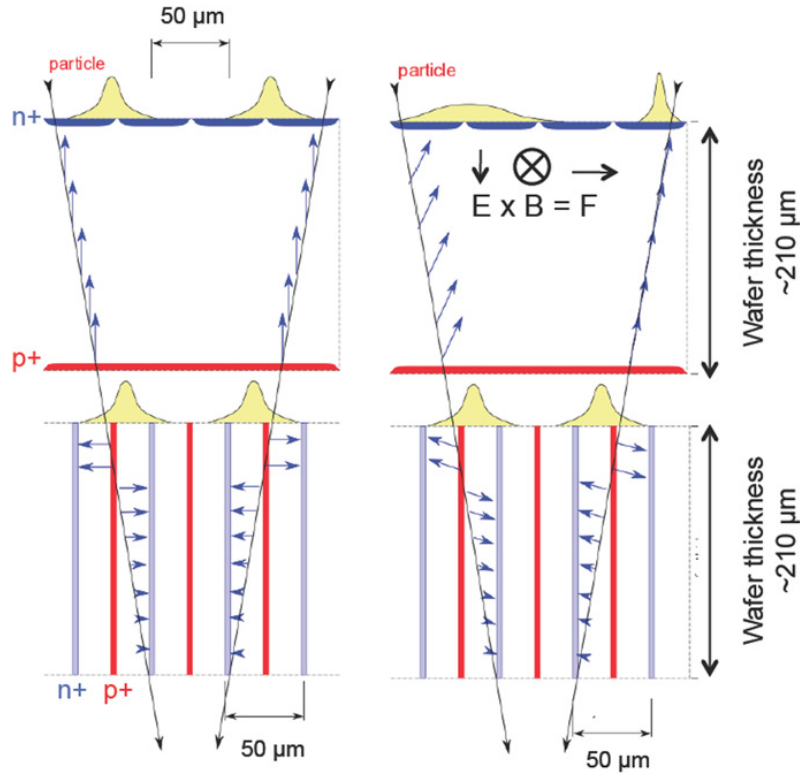 50 µm
particle
particle
n+
E x B = F
Wafer thickness
~210 µm
p+
Wafer thickness
~210 µm
n+ p+
50 µm
50 µm